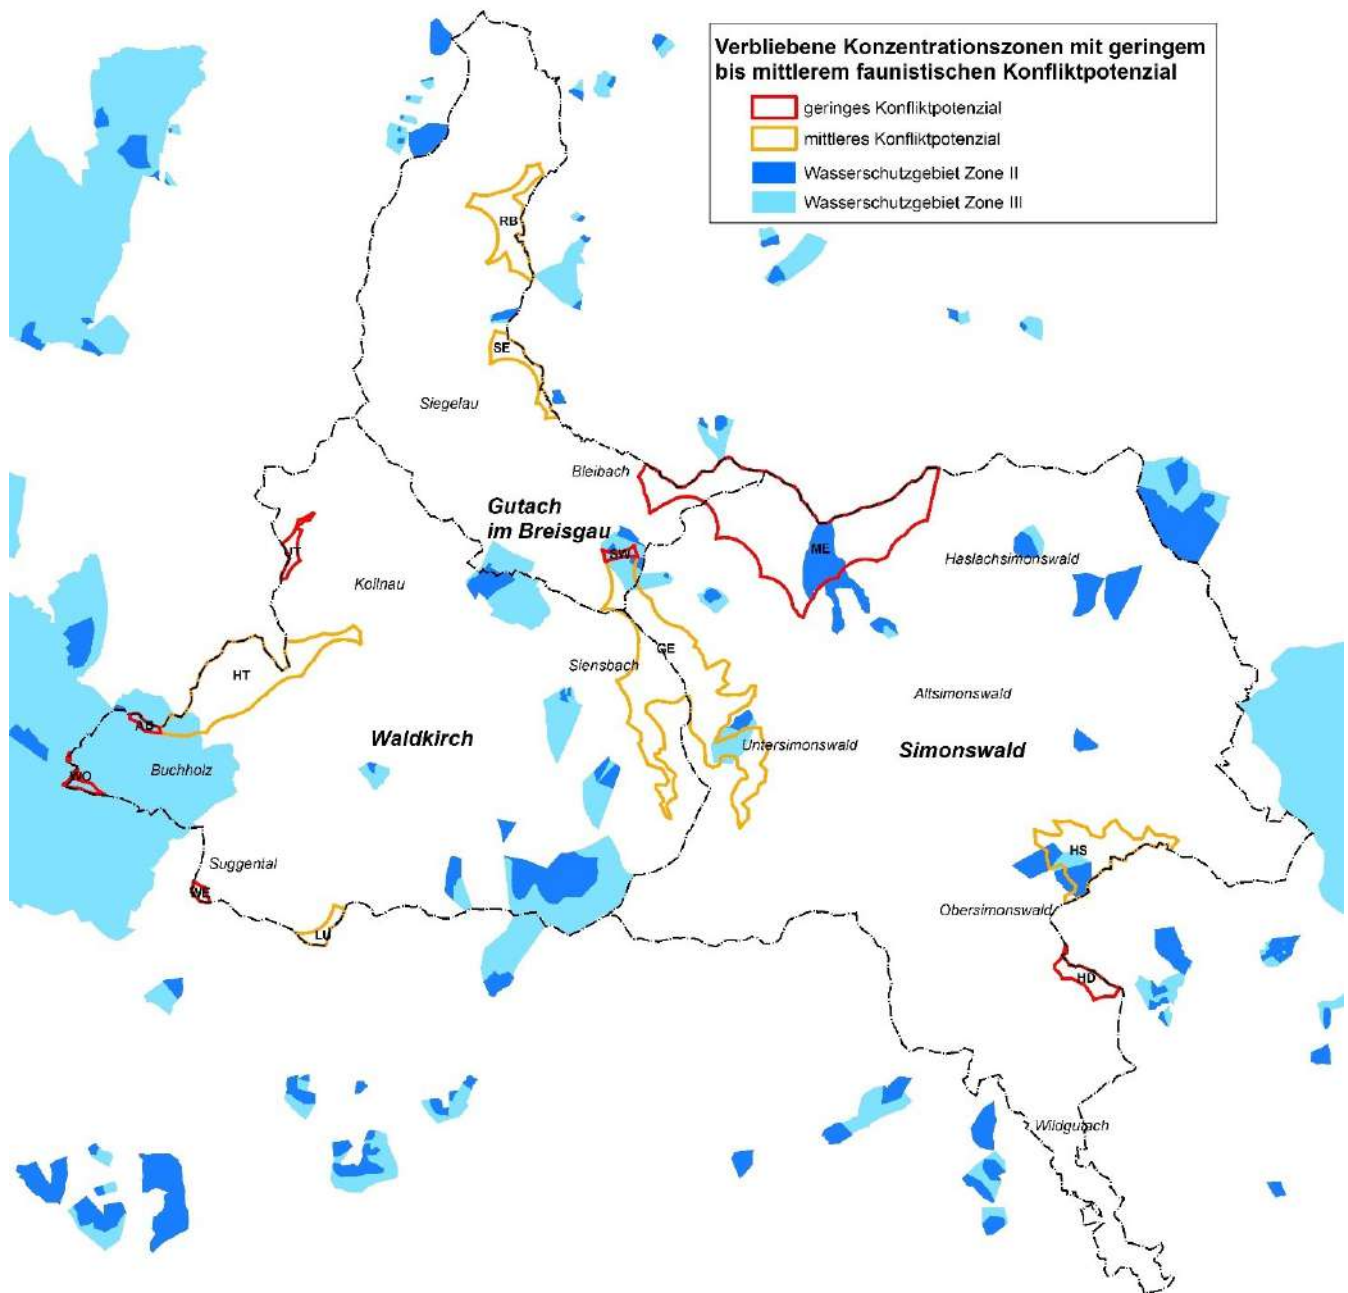 Verbliebene Konzentrationszonen mit geringem
bis mittlerem faunistischen Konfliktpotenzial
geringes Konfliktpotenzial
mittleres Konfliktpotenzial
Wasserschutzgebiet Zone II
Wasserschutzgebiet Zone III
RB
SE
Siegelau
Bleibach
Gutach
im Breisgau
SW
ME
Haslachsimonswald
Kollnau
GE
Siensbach
HT
Altsimonswald
Waldkirch
Untersimonswald
Simonswald
Buchholz
WO
HS
Suggental
WE
Obersimonswald
LU
HD
Wildgutach